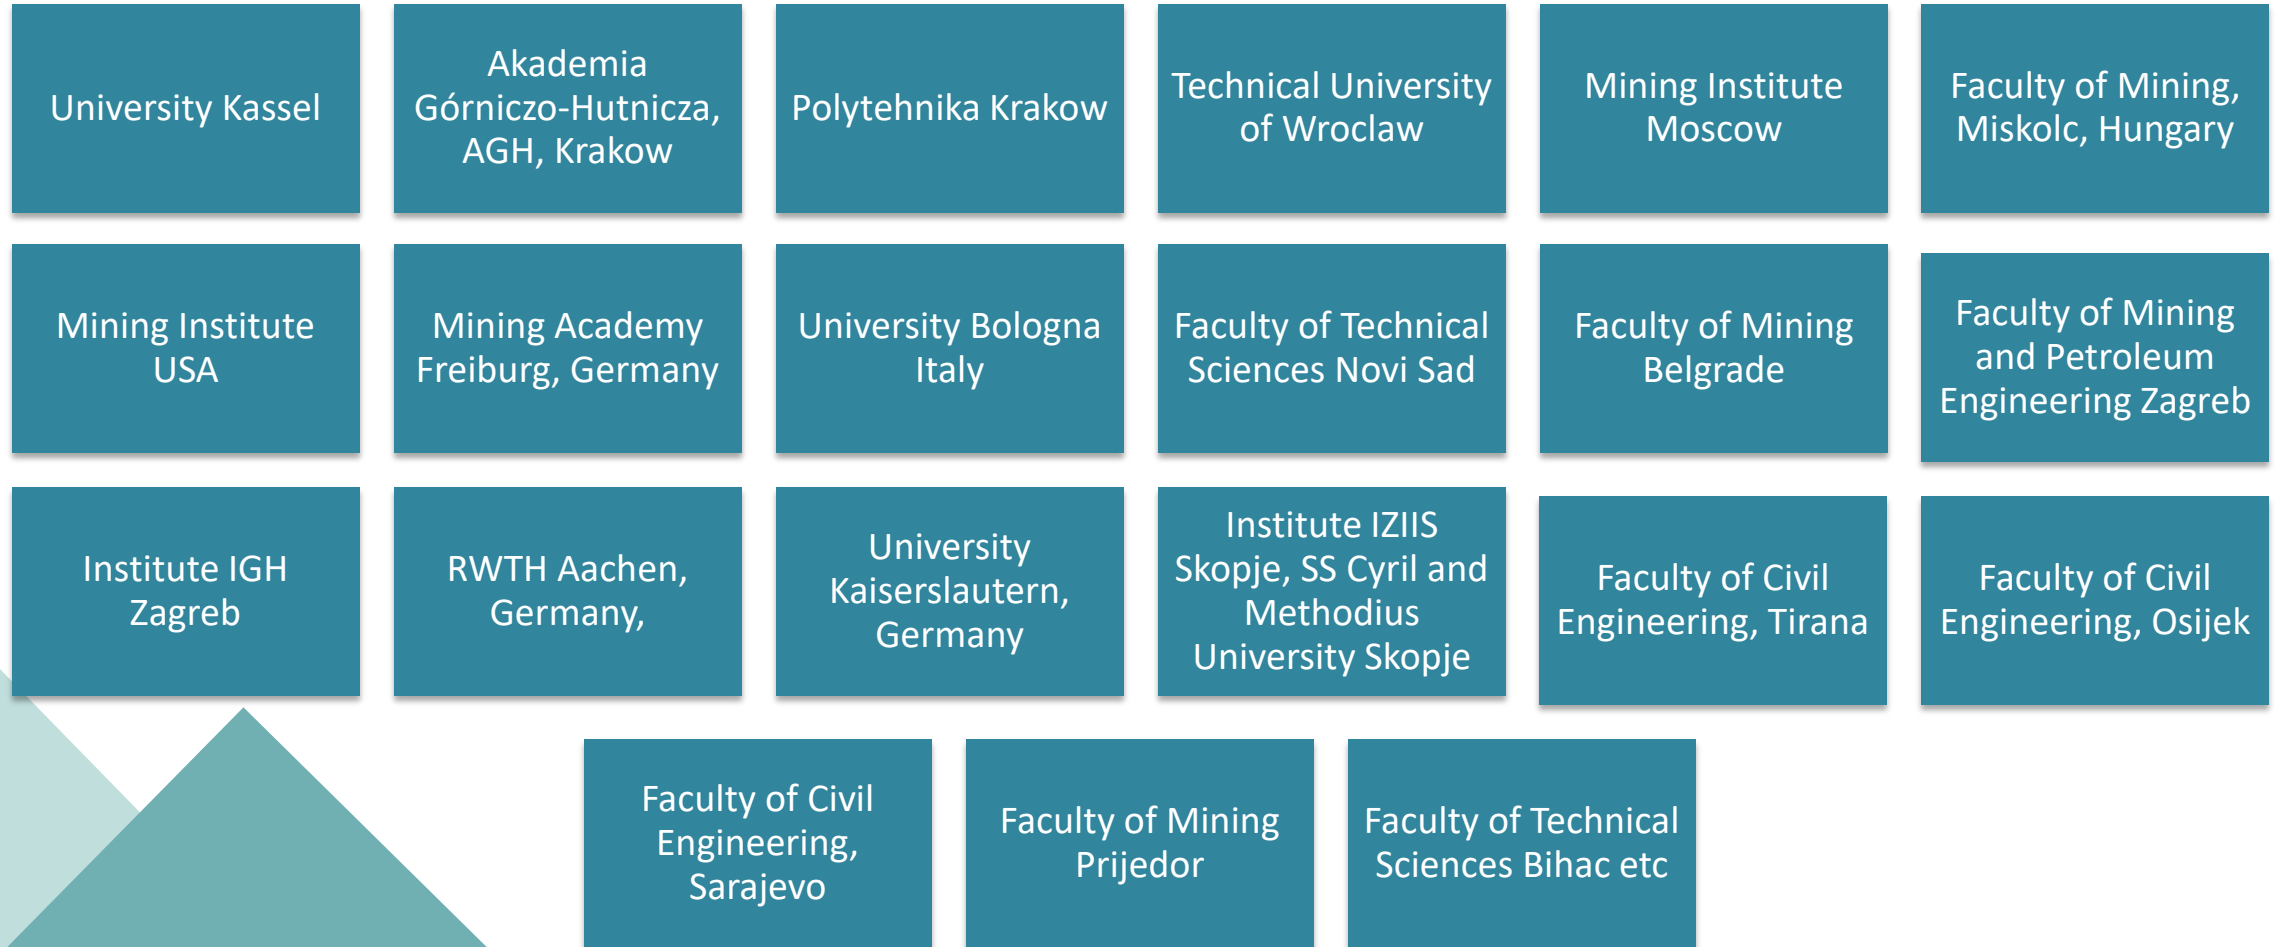 University Kassel
Akademia
Górniczo-Hutnicza,
AGH, Krakow
Polytehnika Krakow
Technical University
of Wroclaw
Mining Institute
Moscow
Faculty of Mining,
Miskolc, Hungary
Mining Institute
USA
Mining Academy
Freiburg, Germany
University Bologna
Italy
Faculty of Technical
Sciences Novi Sad
Faculty of Mining
Belgrade
Faculty of Mining
and Petroleum
Engineering Zagreb
Institute IGH
Zagreb
RWTH Aachen,
Germany,
University
Kaiserslautern,
Germany
Institute IZIIS
Skopje, SS Cyril and
Methodius
University Skopje
Faculty of Civil
Engineering, Tirana
Faculty of Civil
Engineering, Osijek
Faculty of Civil
Engineering,
Sarajevo
Faculty of Mining
Prijedor
Faculty of Technical
Sciences Bihac etc